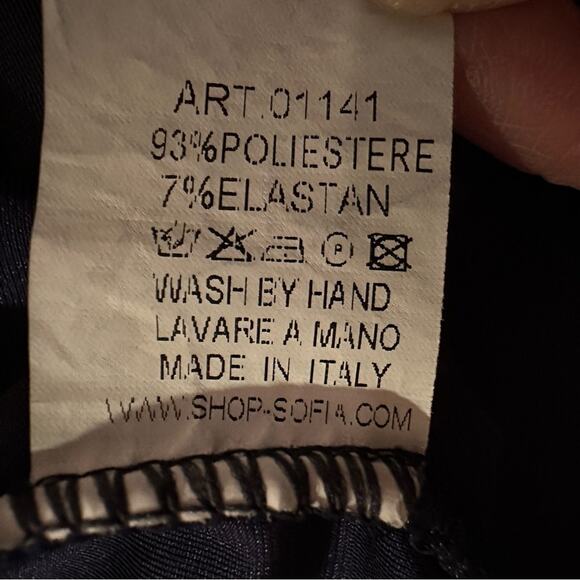 ART.01141
93%POLIESTERE
7%ELASTAN
P
WASH BY HAND
LAVARE A MANO
MADE IN ITALY
WWW.SHOP-SOFIA.COM